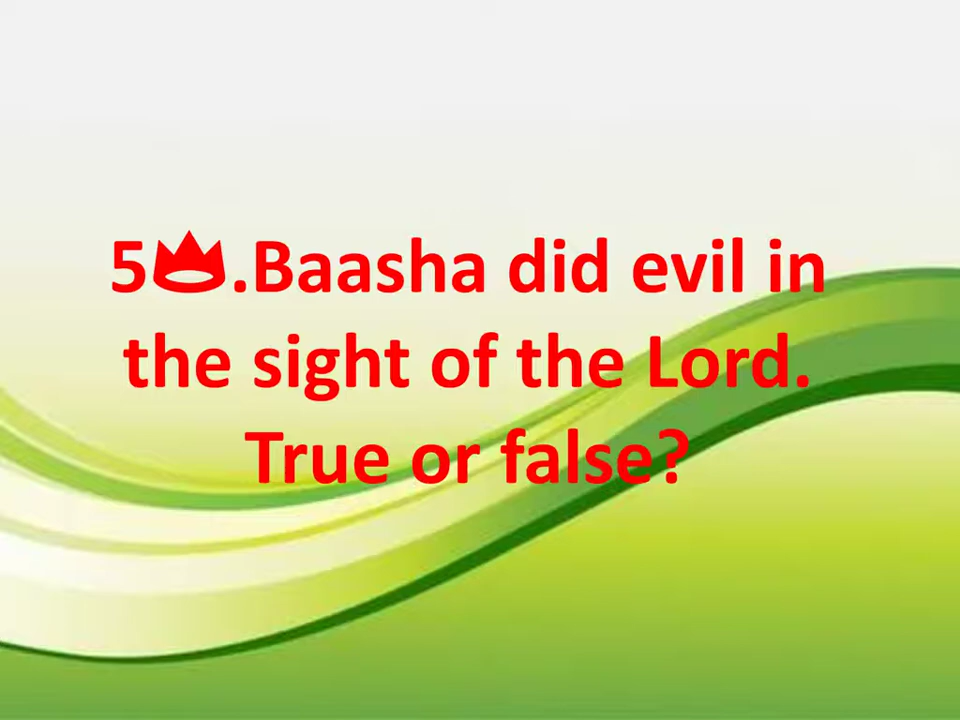 5👑.Baasha did evil in
the sight of the Lord.
True or false?